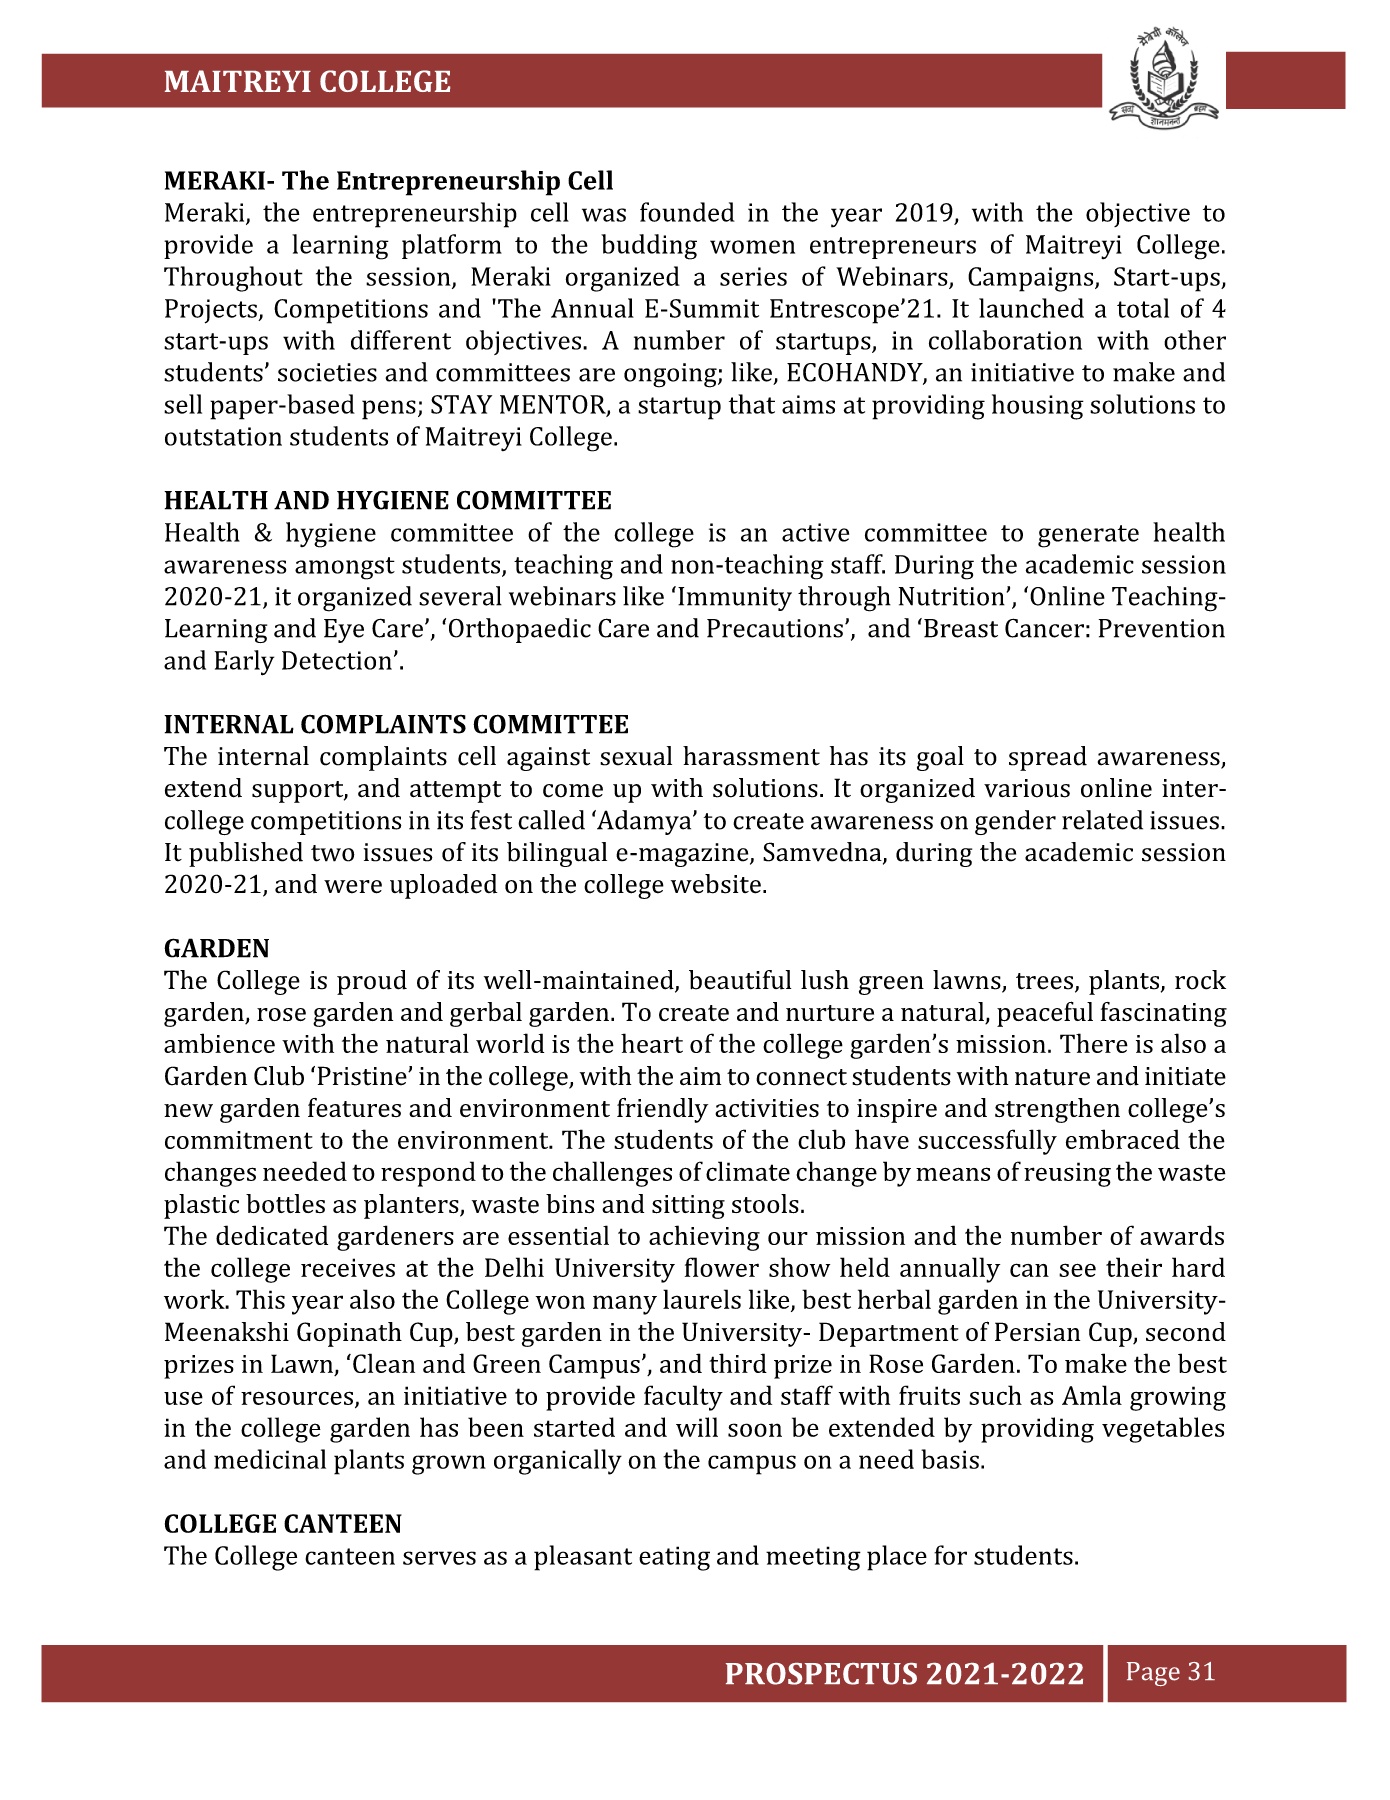 MAITREYI COLLEGE
मैत्रेयी कॉलेज
MERAKI- The Entrepreneurship Cell
Meraki, the entrepreneurship cell was founded in the year 2019, with the objective to
provide a learning platform to the budding women entrepreneurs of Maitreyi College.
Throughout the session, Meraki organized a series of Webinars, Campaigns, Start-ups,
Projects, Competitions and 'The Annual E-Summit Entrescope’21. It launched a total of 4
start-ups with different objectives. A number of startups, in collaboration with other
students’ societies and committees are ongoing; like, ECOHANDY, an initiative to make and
sell paper-based pens; STAY MENTOR, a startup that aims at providing housing solutions to
outstation students of Maitreyi College.
HEALTH AND HYGIENE COMMITTEE
Health & hygiene committee of the college is an active committee to generate health
awareness amongst students, teaching and non-teaching staff. During the academic session
2020-21, it organized several webinars like ‘Immunity through Nutrition’, ‘Online Teaching-
Learning and Eye Care’, ‘Orthopaedic Care and Precautions’,  and ‘Breast Cancer: Prevention
and Early Detection’.
INTERNAL COMPLAINTS COMMITTEE
The internal complaints cell against sexual harassment has its goal to spread awareness,
extend support, and attempt to come up with solutions. It organized various online inter-
college competitions in its fest called ‘Adamya’ to create awareness on gender related issues.
It published two issues of its bilingual e-magazine, Samvedna, during the academic session
2020-21, and were uploaded on the college website.
GARDEN
The College is proud of its well-maintained, beautiful lush green lawns, trees, plants, rock
garden, rose garden and gerbal garden. To create and nurture a natural, peaceful fascinating
ambience with the natural world is the heart of the college garden’s mission. There is also a
Garden Club ‘Pristine’ in the college, with the aim to connect students with nature and initiate
new garden features and environment friendly activities to inspire and strengthen college’s
commitment to the environment. The students of the club have successfully embraced the
changes needed to respond to the challenges of climate change by means of reusing the waste
plastic bottles as planters, waste bins and sitting stools.
The dedicated gardeners are essential to achieving our mission and the number of awards
the college receives at the Delhi University flower show held annually can see their hard
work. This year also the College won many laurels like, best herbal garden in the University-
Meenakshi Gopinath Cup, best garden in the University- Department of Persian Cup, second
prizes in Lawn, ‘Clean and Green Campus’, and third prize in Rose Garden. To make the best
use of resources, an initiative to provide faculty and staff with fruits such as Amla growing
in the college garden has been started and will soon be extended by providing vegetables
and medicinal plants grown organically on the campus on a need basis.
COLLEGE CANTEEN
The College canteen serves as a pleasant eating and meeting place for students.
PROSPECTUS 2021-2022
Page 31